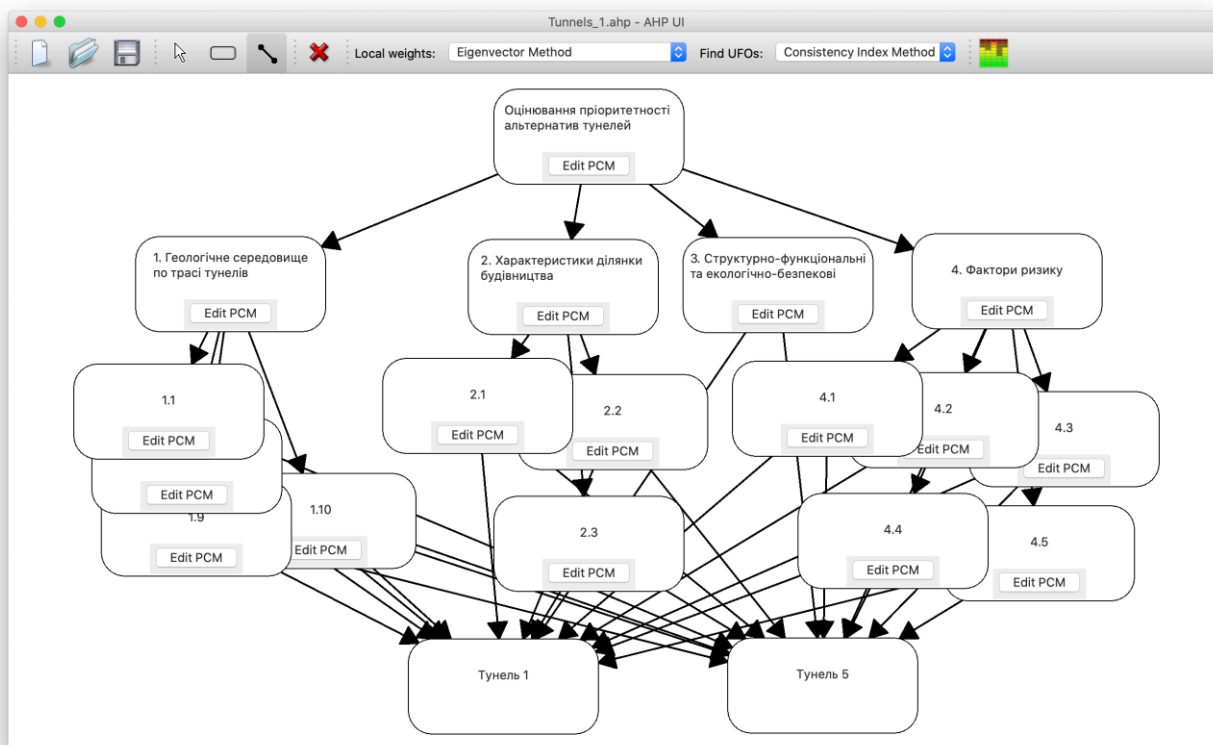 Tunnels_1.ahp - AHP UI
Local weights: Eigenvector Method Find UFOs: Consistency Index Method
Оцінювання пріоритетності
альтернатив тунелей
Edit PCM
1. Геологічне середовище
по трасі тунелів
Edit PCM
2. Характеристики ділянки
будівництва
Edit PCM
3. Структурно-функціональні
та екологічно-безпекові
Edit PCM
4. Фактори ризику
Edit PCM
1.1
Edit PCM
Edit PCM
1.9
Edit PCM
1.10
Edit PCM
2.1
Edit PCM
2.2
Edit PCM
2.3
Edit PCM
4.1
Edit PCM
4.2
Edit PCM
4.3
Edit PCM
4.4
Edit PCM
4.5
Edit PCM
Тунель 1
Тунель 5